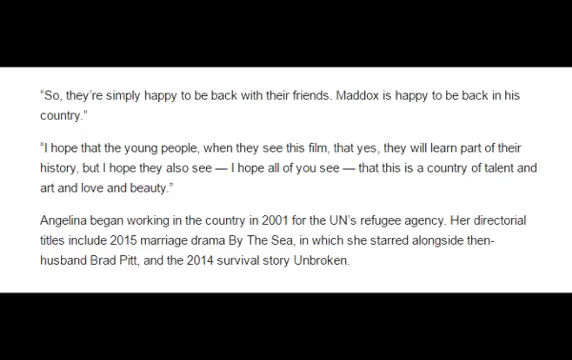 “So, they’re simply happy to be back with their friends. Maddox is happy to be back in his
country.”
“I hope that the young people, when they see this film, that yes, they will learn part of their
history, but I hope they also see — I hope all of you see — that this is a country of talent and
art and love and beauty.”
Angelina began working in the country in 2001 for the UN’s refugee agency. Her directorial
titles include 2015 marriage drama By The Sea, in which she starred alongside then-
husband Brad Pitt, and the 2014 survival story Unbroken.